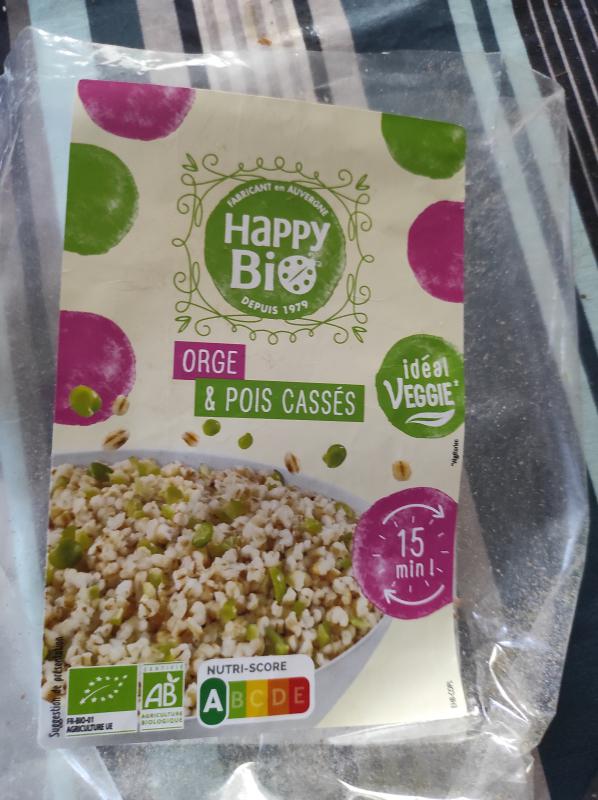 FABRICANT en AUVERGNE
HaPPY
BiO
DEPUIS 1979
ORGE
& POIS CASSÉS
idéal
VEGGIE*
*Végétarien
15
min !
Suggestion de présentation
FR-BIO-01
AGRICULTURE UE
CERTIFIÉ
AB
AGRICULTURE
BIOLOGIQUE
NUTRI-SCORE
A B C D E